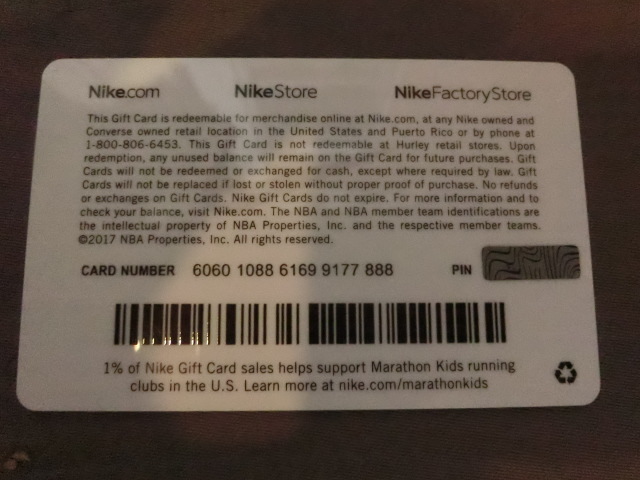 Nike.com NikeStore NikeFactoryStore
This Gift Card is redeemable for merchandise online at Nike.com, at any Nike owned and
Converse owned retail location in the United States and Puerto Rico or by phone at
1-800-806-6453. This Gift Card is not redeemable at Hurley retail stores. Upon
redemption, any unused balance will remain on the Gift Card for future purchases. Gift
Cards will not be redeemed or exchanged for cash, except where required by law. Gift
Cards will not be replaced if lost or stolen without proper proof of purchase. No refunds
or exchanges on Gift Cards. Nike Gift Cards do not expire. For more information and to
check your balance, visit Nike.com. The NBA and NBA member team identifications are
the intellectual property of NBA Properties, Inc. and the respective member teams.
©2017 NBA Properties, Inc. All rights reserved.
CARD NUMBER 6060 1088 6169 9177 888 PIN
1% of Nike Gift Card sales helps support Marathon Kids running
clubs in the U.S. Learn more at nike.com/marathonkids